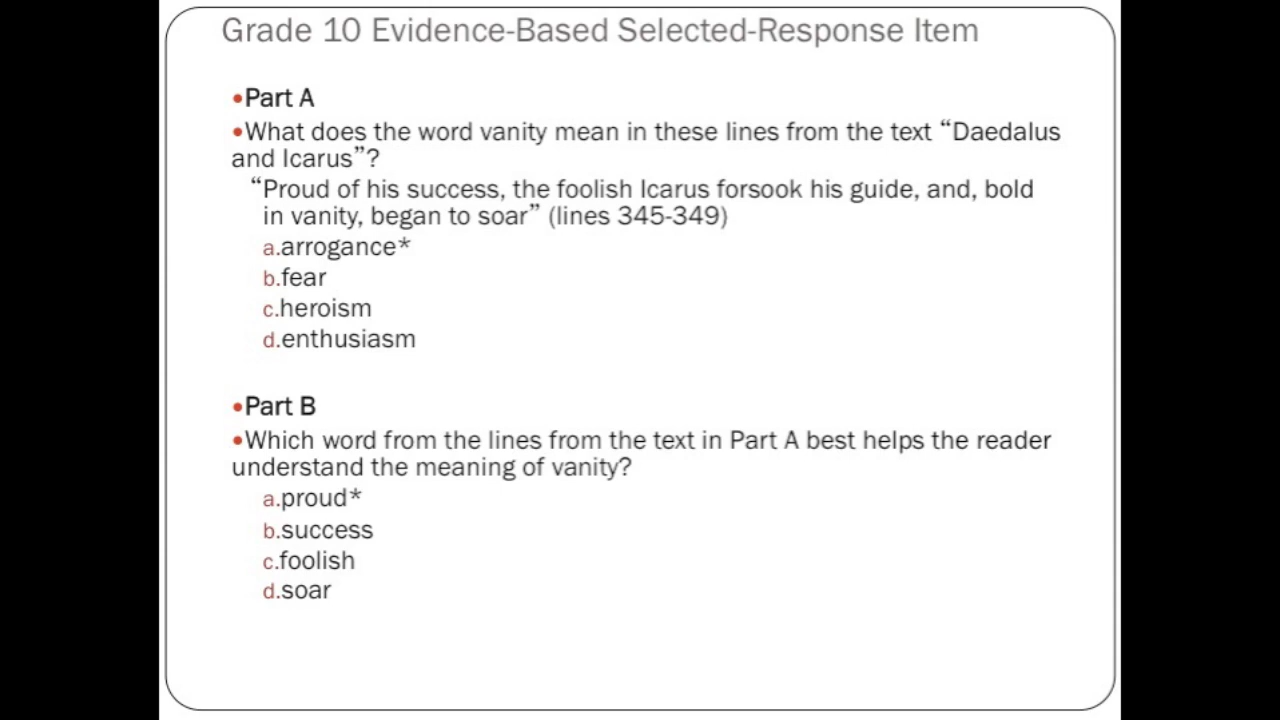 Grade 10 Evidence-Based Selected-Response Item
•Part A
•What does the word vanity mean in these lines from the text “Daedalus
and Icarus”?
“Proud of his success, the foolish Icarus forsook his guide, and, bold
in vanity, began to soar” (lines 345-349)
a.arrogance*
b.fear
c.heroism
d.enthusiasm
•Part B
•Which word from the lines from the text in Part A best helps the reader
understand the meaning of vanity?
a.proud*
b.success
c.foolish
d.soar